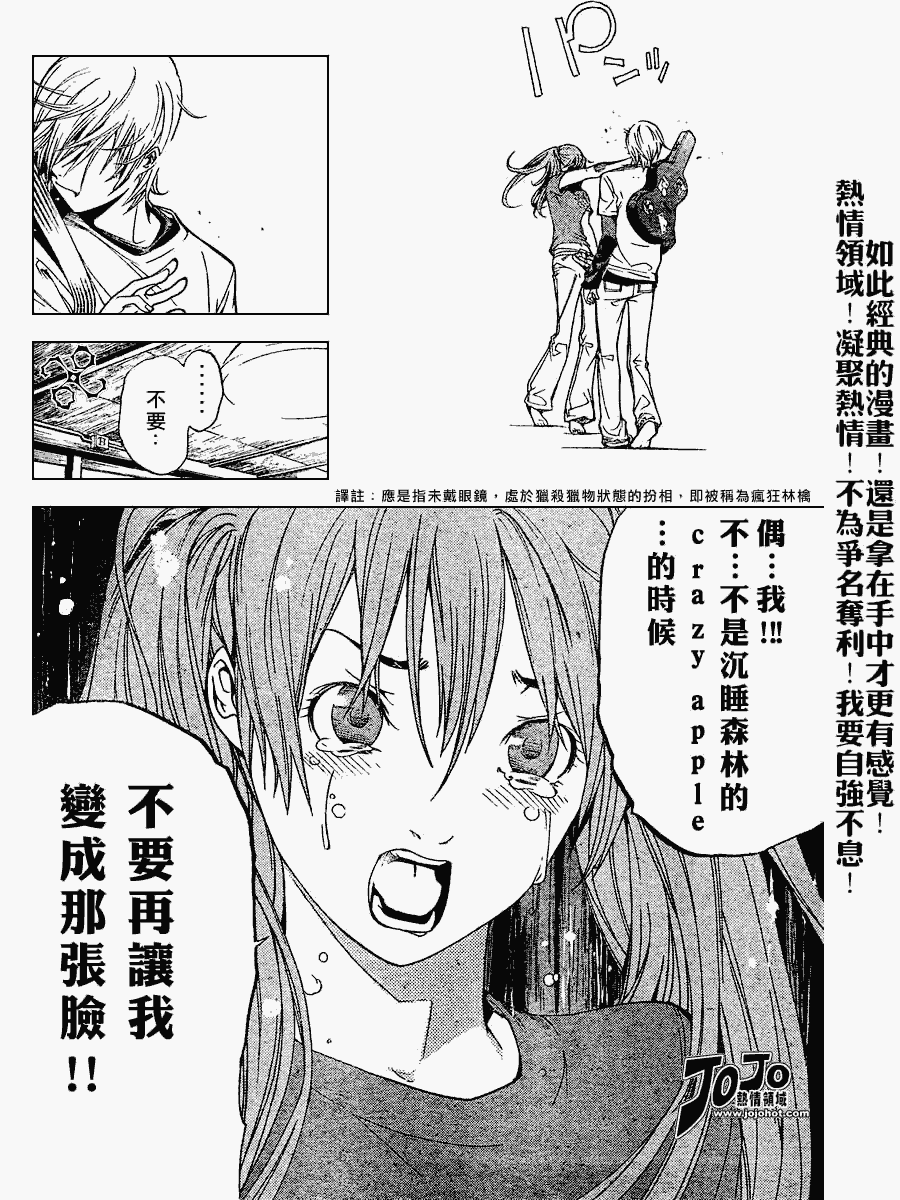 パシッ
……
不要…
譯註：應是指未戴眼鏡，處於獵殺獵物狀態的扮相，即被稱為瘋狂林檎
偶…我!!!
不…不是沉睡森林的
crazy apple
…的時候
不要再讓我
變成那張臉!!
如此經典的漫畫！還是拿在手中才更有感覺！
熱情領域！凝聚熱情！不為爭名奪利！我要自強不息！
JOJO
熱情領域
www.jojohot.com